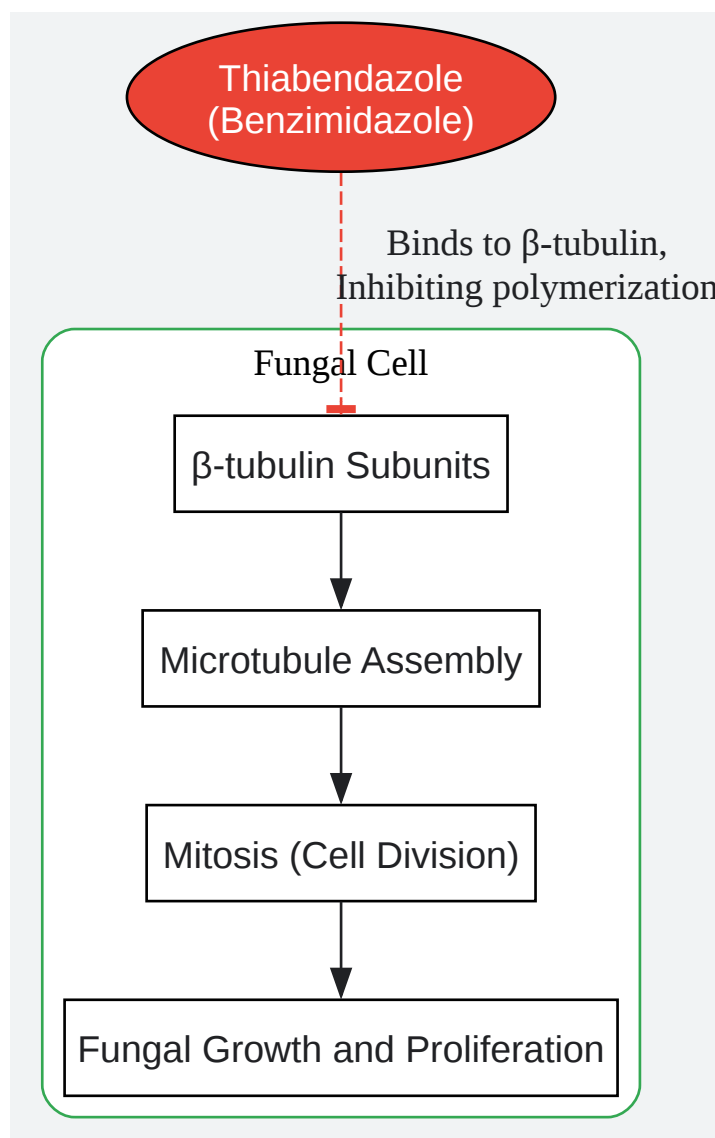 Thiabendazole
(Benzimidazole)
Binds to β-tubulin,
Inhibiting polymerization
Fungal Cell
β-tubulin Subunits
Microtubule Assembly
Mitosis (Cell Division)
Fungal Growth and Proliferation